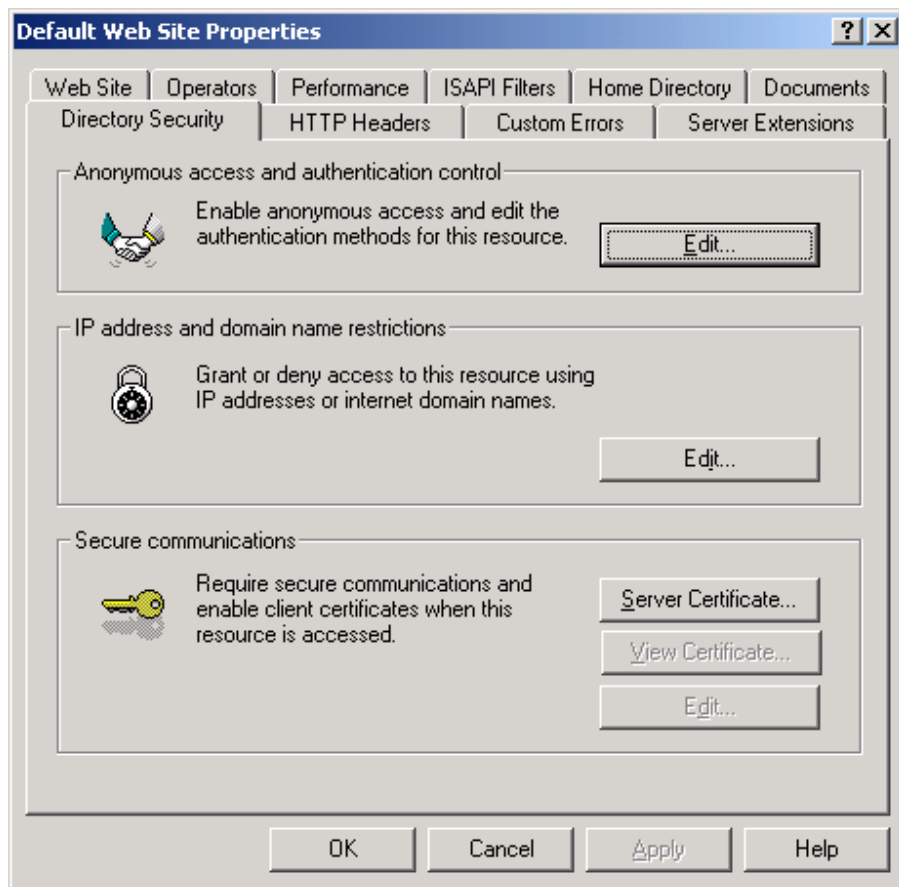 Default Web Site Properties
Web Site Operators Performance ISAPI Filters Home Directory Documents
Directory Security HTTP Headers Custom Errors Server Extensions
Anonymous access and authentication control
Enable anonymous access and edit the
authentication methods for this resource.
Edit...
IP address and domain name restrictions
Grant or deny access to this resource using
IP addresses or internet domain names.
Edit...
Secure communications
Require secure communications and
enable client certificates when this
resource is accessed.
Server Certificate...
View Certificate...
Edit...
OK Cancel Apply Help